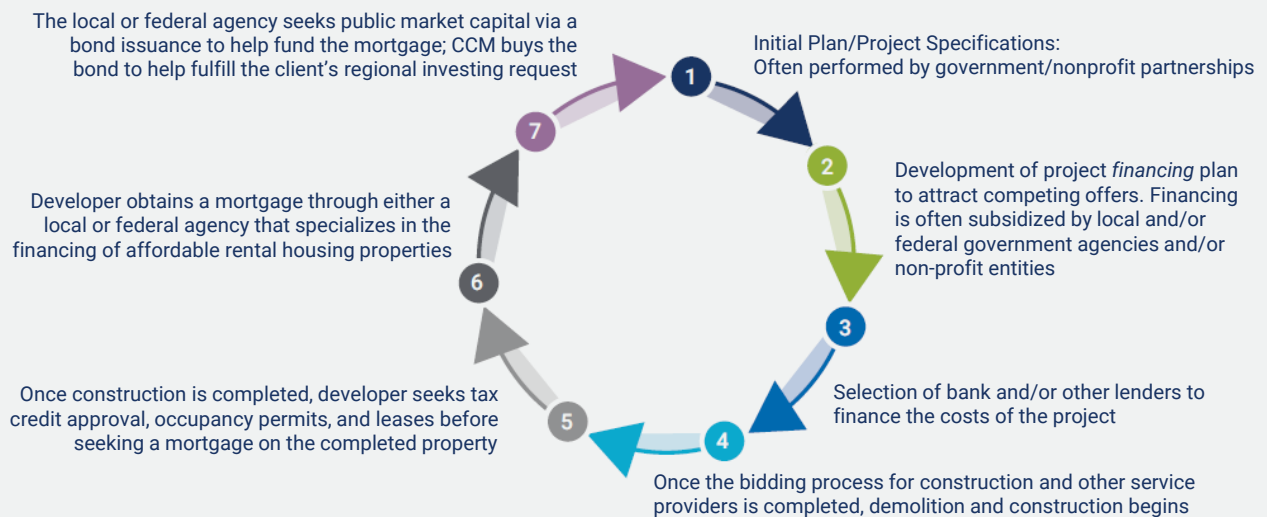 1
Initial Plan/Project Specifications:
Often performed by government/nonprofit partnerships
2
Development of project financing plan
to attract competing offers. Financing
is often subsidized by local and/or
federal government agencies and/or
non-profit entities
3
Selection of bank and/or other lenders to
finance the costs of the project
4
Once the bidding process for construction and other service
providers is completed, demolition and construction begins
5
Once construction is completed, developer seeks tax
credit approval, occupancy permits, and leases before
seeking a mortgage on the completed property
6
Developer obtains a mortgage through either a
local or federal agency that specializes in the
financing of affordable rental housing properties
7
The local or federal agency seeks public market capital via a
bond issuance to help fund the mortgage; CCM buys the
bond to help fulfill the client’s regional investing request